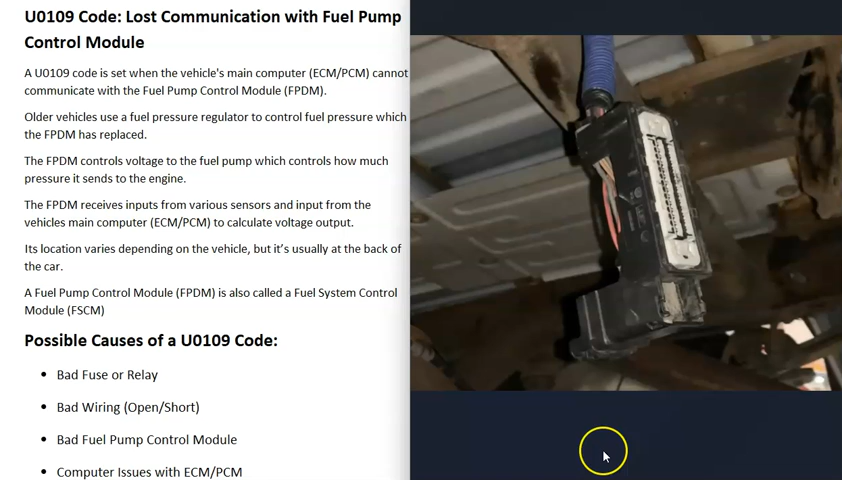 U0109 Code: Lost Communication with Fuel Pump
Control Module
A U0109 code is set when the vehicle's main computer (ECM/PCM) cannot
communicate with the Fuel Pump Control Module (FPDM).
Older vehicles use a fuel pressure regulator to control fuel pressure which
the FPDM has replaced.
The FPDM controls voltage to the fuel pump which controls how much
pressure it sends to the engine.
The FPDM receives inputs from various sensors and input from the
vehicles main computer (ECM/PCM) to calculate voltage output.
Its location varies depending on the vehicle, but it's usually at the back of
the car.
A Fuel Pump Control Module (FPDM) is also called a Fuel System Control
Module (FSCM)
Possible Causes of a U0109 Code:
• Bad Fuse or Relay
• Bad Wiring (Open/Short)
• Bad Fuel Pump Control Module
• Computer Issues with ECM/PCM